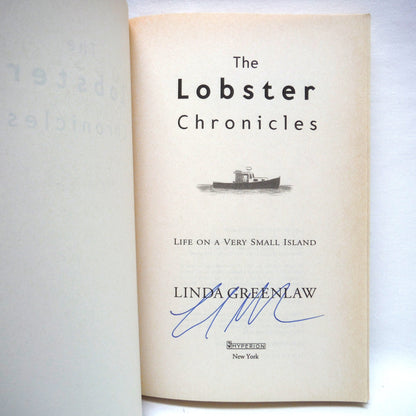 The
Lobster
Chronicles
LIFE ON A VERY SMALL ISLAND
LINDA GREENLAW
HYPERION
New York